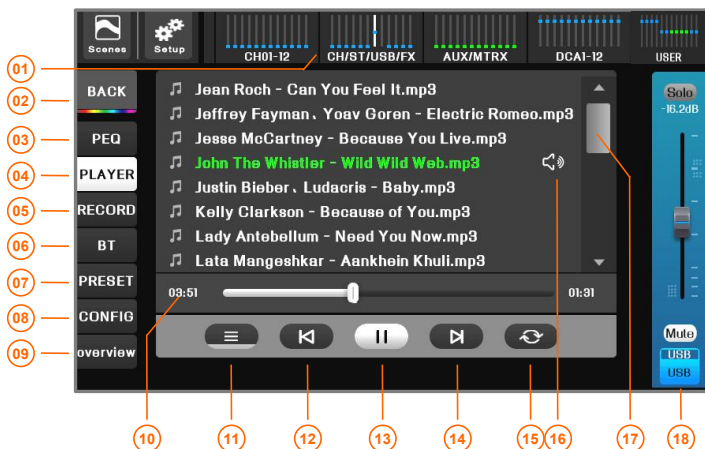 Scenes
Setup
CH01-12
CH/ST/USB/FX
AUX/MTRX
DCA1-12
USER
01
02
03
04
05
06
07
08
09
BACK
PEQ
PLAYER
RECORD
BT
PRESET
CONFIG
overview
Jean Roch - Can You Feel It.mp3
Jeffrey Fayman、Yoav Goren - Electric Romeo.mp3
Jesse McCartney - Because You Live.mp3
John The Whistler - Wild Wild Web.mp3
Justin Bieber、Ludacris - Baby.mp3
Kelly Clarkson - Because of You.mp3
Lady Antebellum - Need You Now.mp3
Lata Mangeshkar - Aankhein Khuli.mp3
03:51
01:31
Solo
-16.2dB
Mute
USB
USB
10
11
12
13
14
15
16
17
18